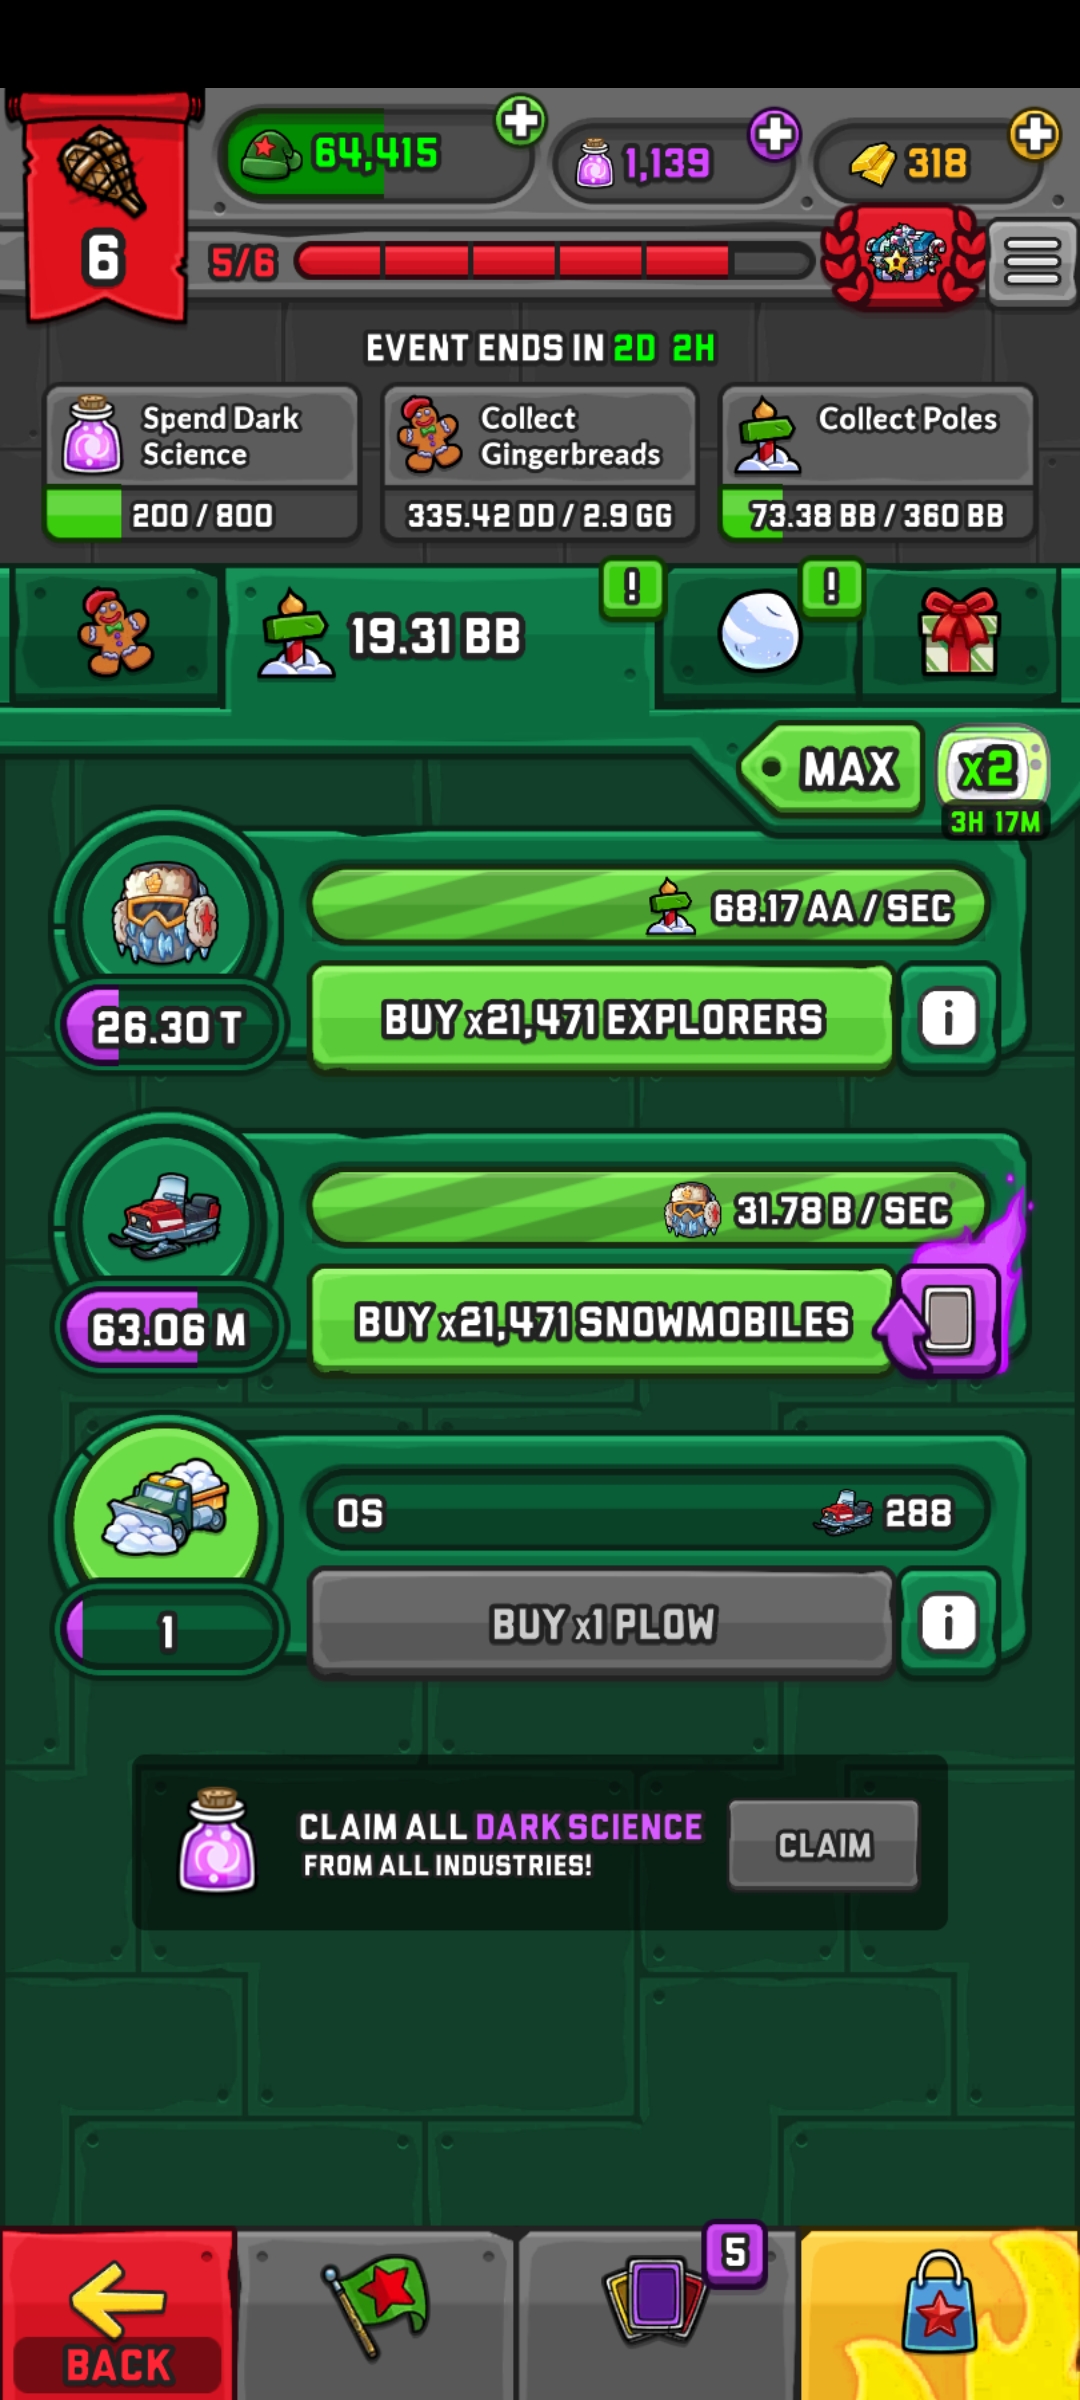 64,415
1,139
318
6
5/6
EVENT ENDS IN 2D 2H
Spend Dark
Science
200 / 800
Collect
Gingerbreads
335.42 DD / 2.9 GG
Collect Poles
73.38 BB / 360 BB
!
!
19.31 BB
MAX
x2
3H 17M
68.17 AA / SEC
26.30 T
BUY x21,471 EXPLORERS
i
31.78 B / SEC
63.06 M
BUY x21,471 SNOWMOBILES
0S
288
1
BUY x1 PLOW
i
CLAIM ALL DARK SCIENCE
FROM ALL INDUSTRIES!
CLAIM
5
BACK